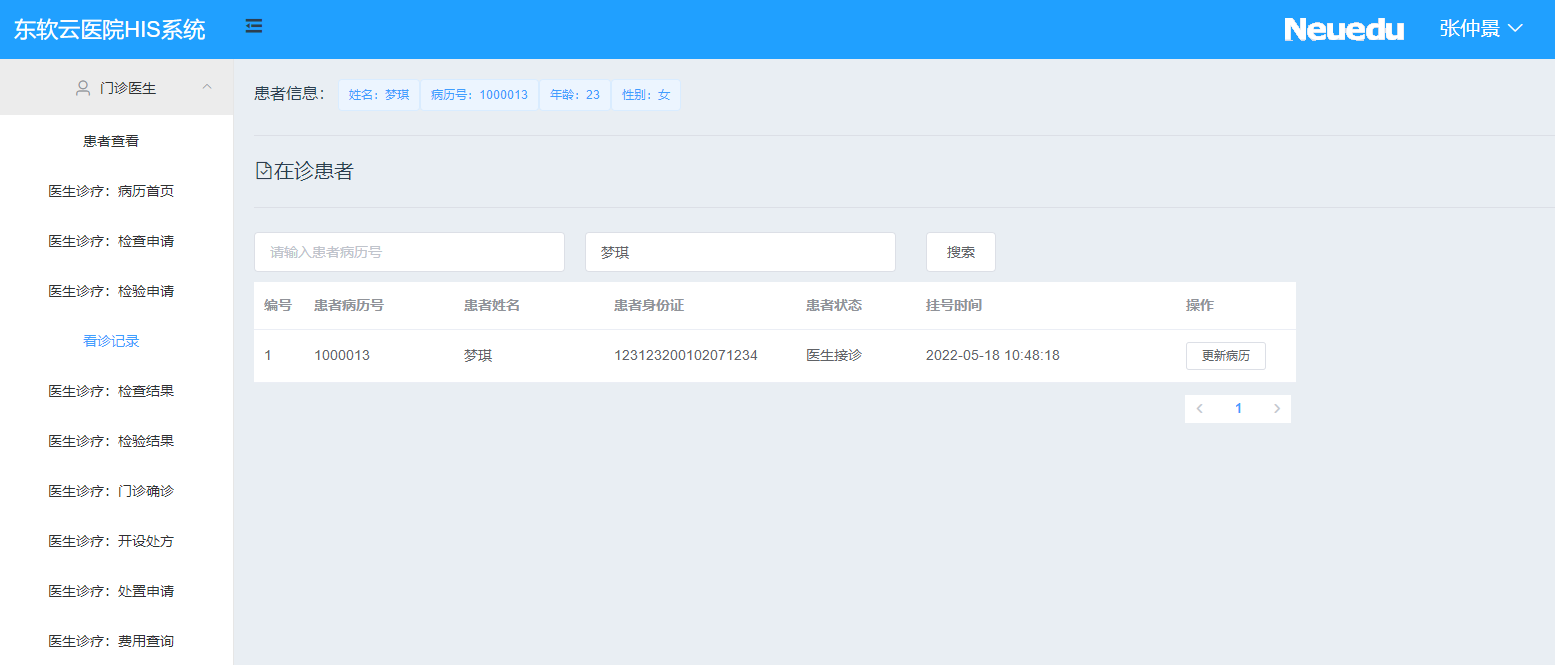 东软云医院HIS系统
Neuedu
张仲景
门诊医生
患者查看
医生诊疗：病历首页
医生诊疗：检查申请
医生诊疗：检验申请
看诊记录
医生诊疗：检查结果
医生诊疗：检验结果
医生诊疗：门诊确诊
医生诊疗：开设处方
医生诊疗：处置申请
医生诊疗：费用查询
患者信息： 姓名：梦琪 病历号：1000013 年龄：23 性别：女
在诊患者
请输入患者病历号 梦琪 搜索
编号 患者病历号 患者姓名 患者身份证 患者状态 挂号时间 操作
1 1000013 梦琪 123123200102071234 医生接诊 2022-05-18 10:48:18 更新病历
1